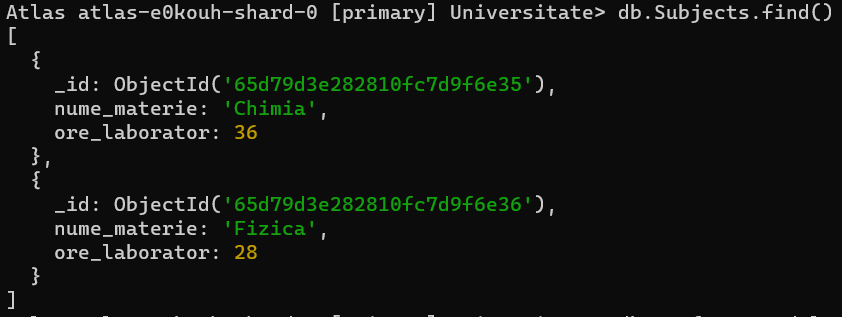 Atlas atlas-e0kouh-shard-0 [primary] Universitate> db.Subjects.find()
[
  {
    _id: ObjectId('65d79d3e282810fc7d9f6e35'),
    nume_materie: 'Chimia',
    ore_laborator: 36
  },
  {
    _id: ObjectId('65d79d3e282810fc7d9f6e36'),
    nume_materie: 'Fizica',
    ore_laborator: 28
  }
]